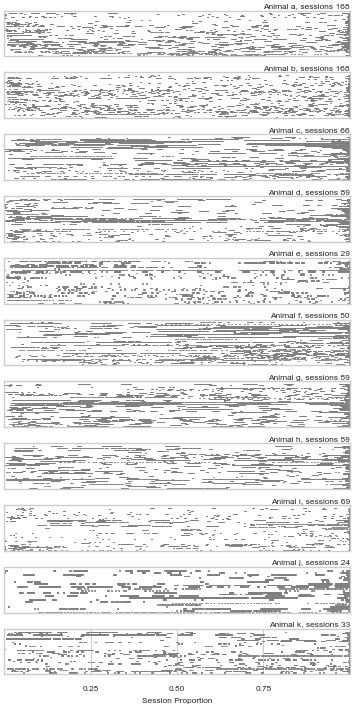 Animal a, sessions 168
Animal b, sessions 168
Animal c, sessions 66
Animal d, sessions 59
Animal e, sessions 29
Animal f, sessions 50
Animal g, sessions 59
Animal h, sessions 59
Animal i, sessions 69
Animal j, sessions 24
Animal k, sessions 33
0.25 0.50 0.75
Session Proportion